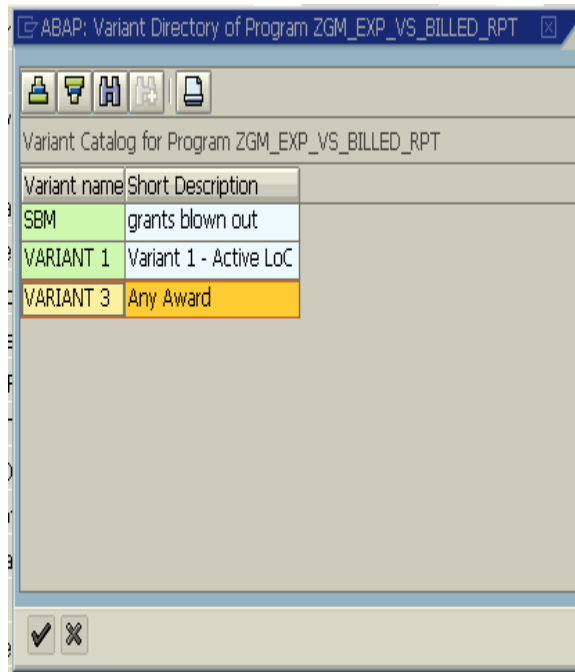 ABAP: Variant Directory of Program ZGM_EXP_VS_BILLED_RPT
Variant Catalog for Program ZGM_EXP_VS_BILLED_RPT
Variant name Short Description
SBM grants blown out
VARIANT 1 Variant 1 - Active LoC
VARIANT 3 Any Award